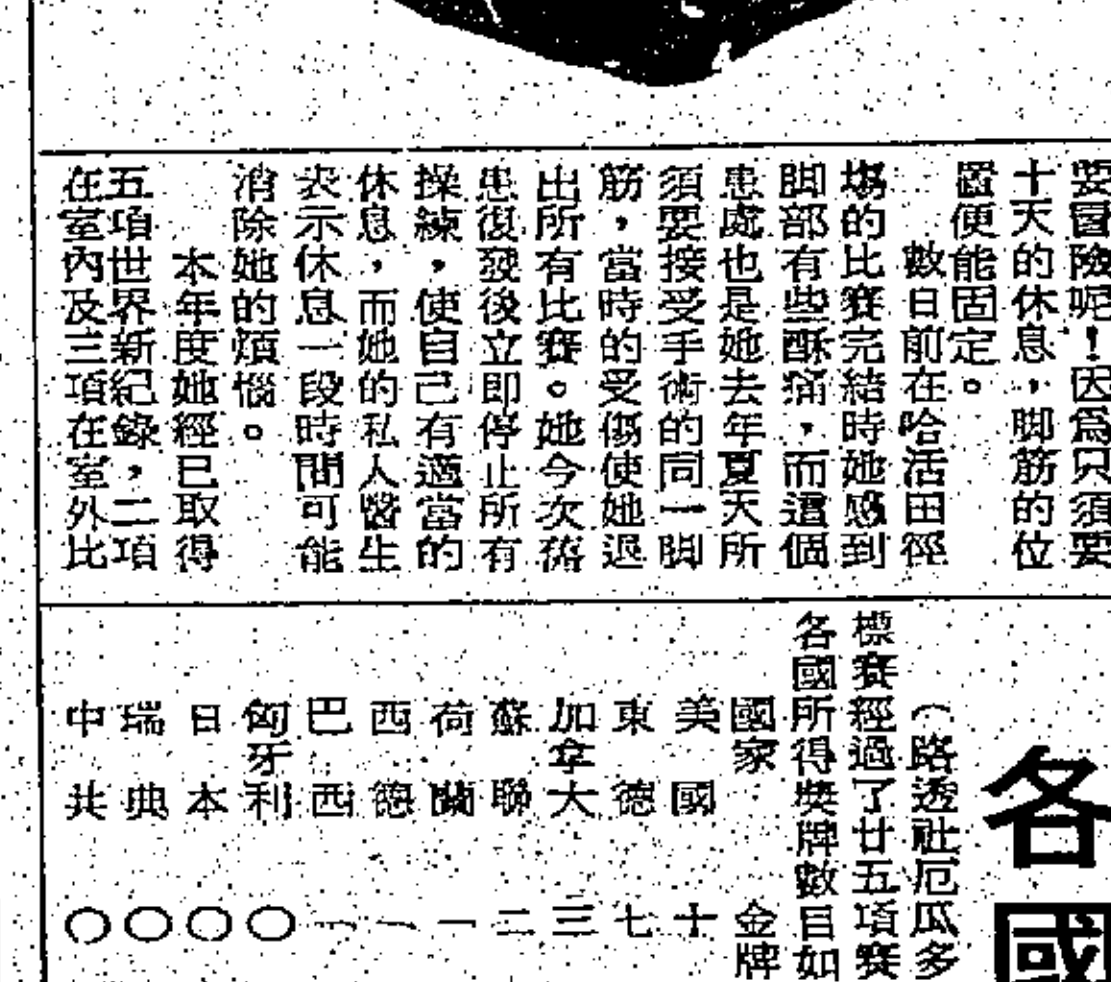 要冒險呢！因為只須要
十天的休息，脚筋的位
置便能固定。
數日前在哈活田徑
塲的比賽完結時她感到
脚部有些酥痛，而這個
患處也是她去年夏天所
須要接受手術的同一脚
筋，當時的受傷使她退
出所有比賽。她今次舊
患復發後立即停止所有
操練，使自己有適當的
休息，而她的私人醫生
表示休息一段時間可能
消除她的煩惱。
本年度她經已取得
五項世界新紀錄，二項
在室內及三項在室外比
各國
（路透社厄瓜多
標賽經過了廿五項賽
各國所得奬牌數目如
國家 金牌
美國 十
東德 七
加拿大 三
蘇聯 二
荷蘭 一
西德 一
巴西 一
匈牙利 〇
日本 〇
瑞典 〇
中共 〇